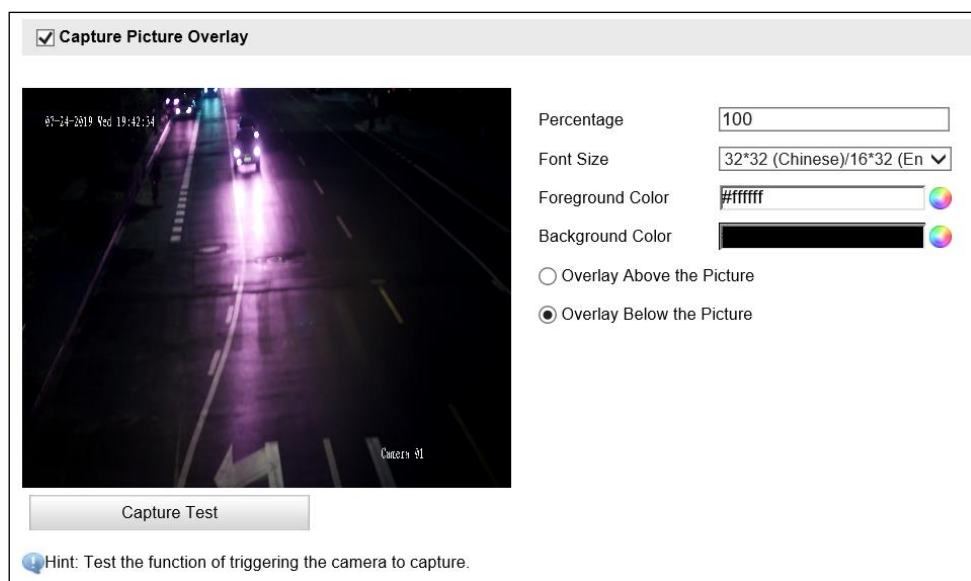 Capture Picture Overlay
07-24-2019 Wed 19:42:34
Camera 01
Percentage 100
Font Size 32*32 (Chinese)/16*32 (En
Foreground Color #ffffff
Background Color
Overlay Above the Picture
Overlay Below the Picture
Capture Test
Hint: Test the function of triggering the camera to capture.